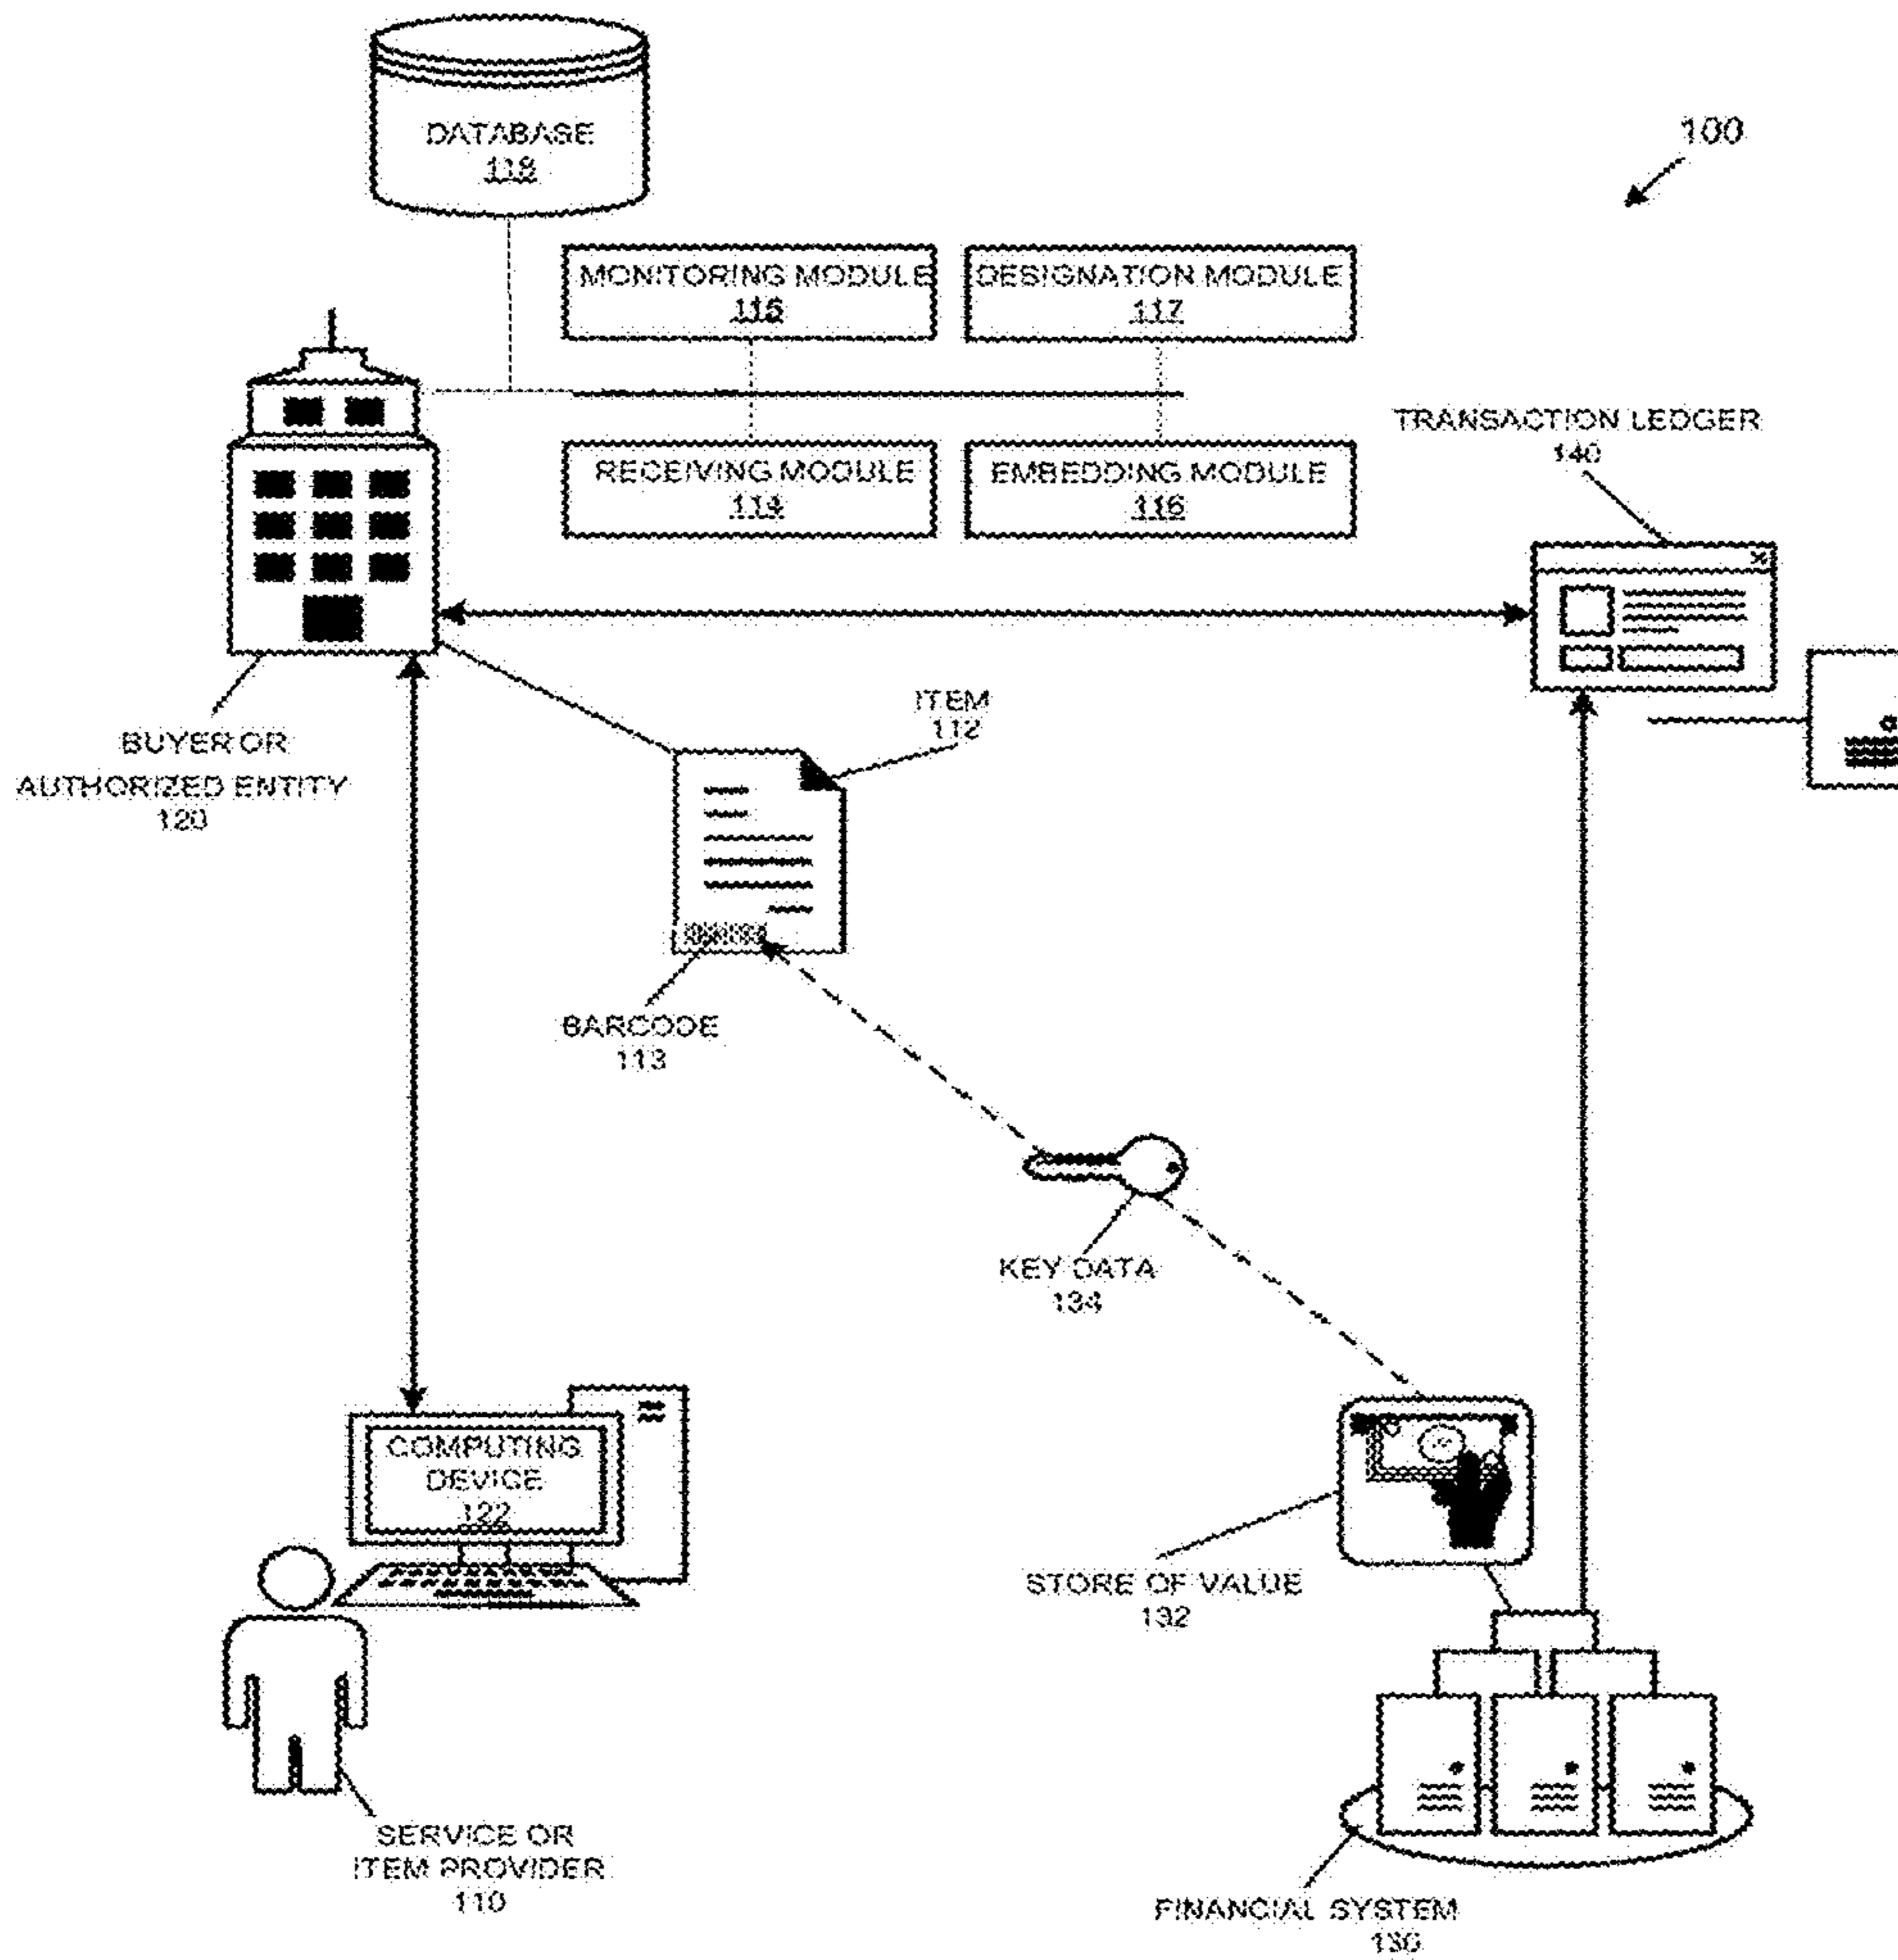 DATABASE
118
100
MONITORING MODULE
115
DESIGNATION MODULE
117
RECEIVING MODULE
114
EMBEDDING MODULE
116
TRANSACTION LEDGER
140
BUYER OR
AUTHORIZED ENTITY
120
ITEM
112
BARCODE
113
KEY DATA
134
COMPUTING
DEVICE
122
STORE OF VALUE
132
SERVICE OR
ITEM PROVIDER
110
FINANCIAL SYSTEM
130